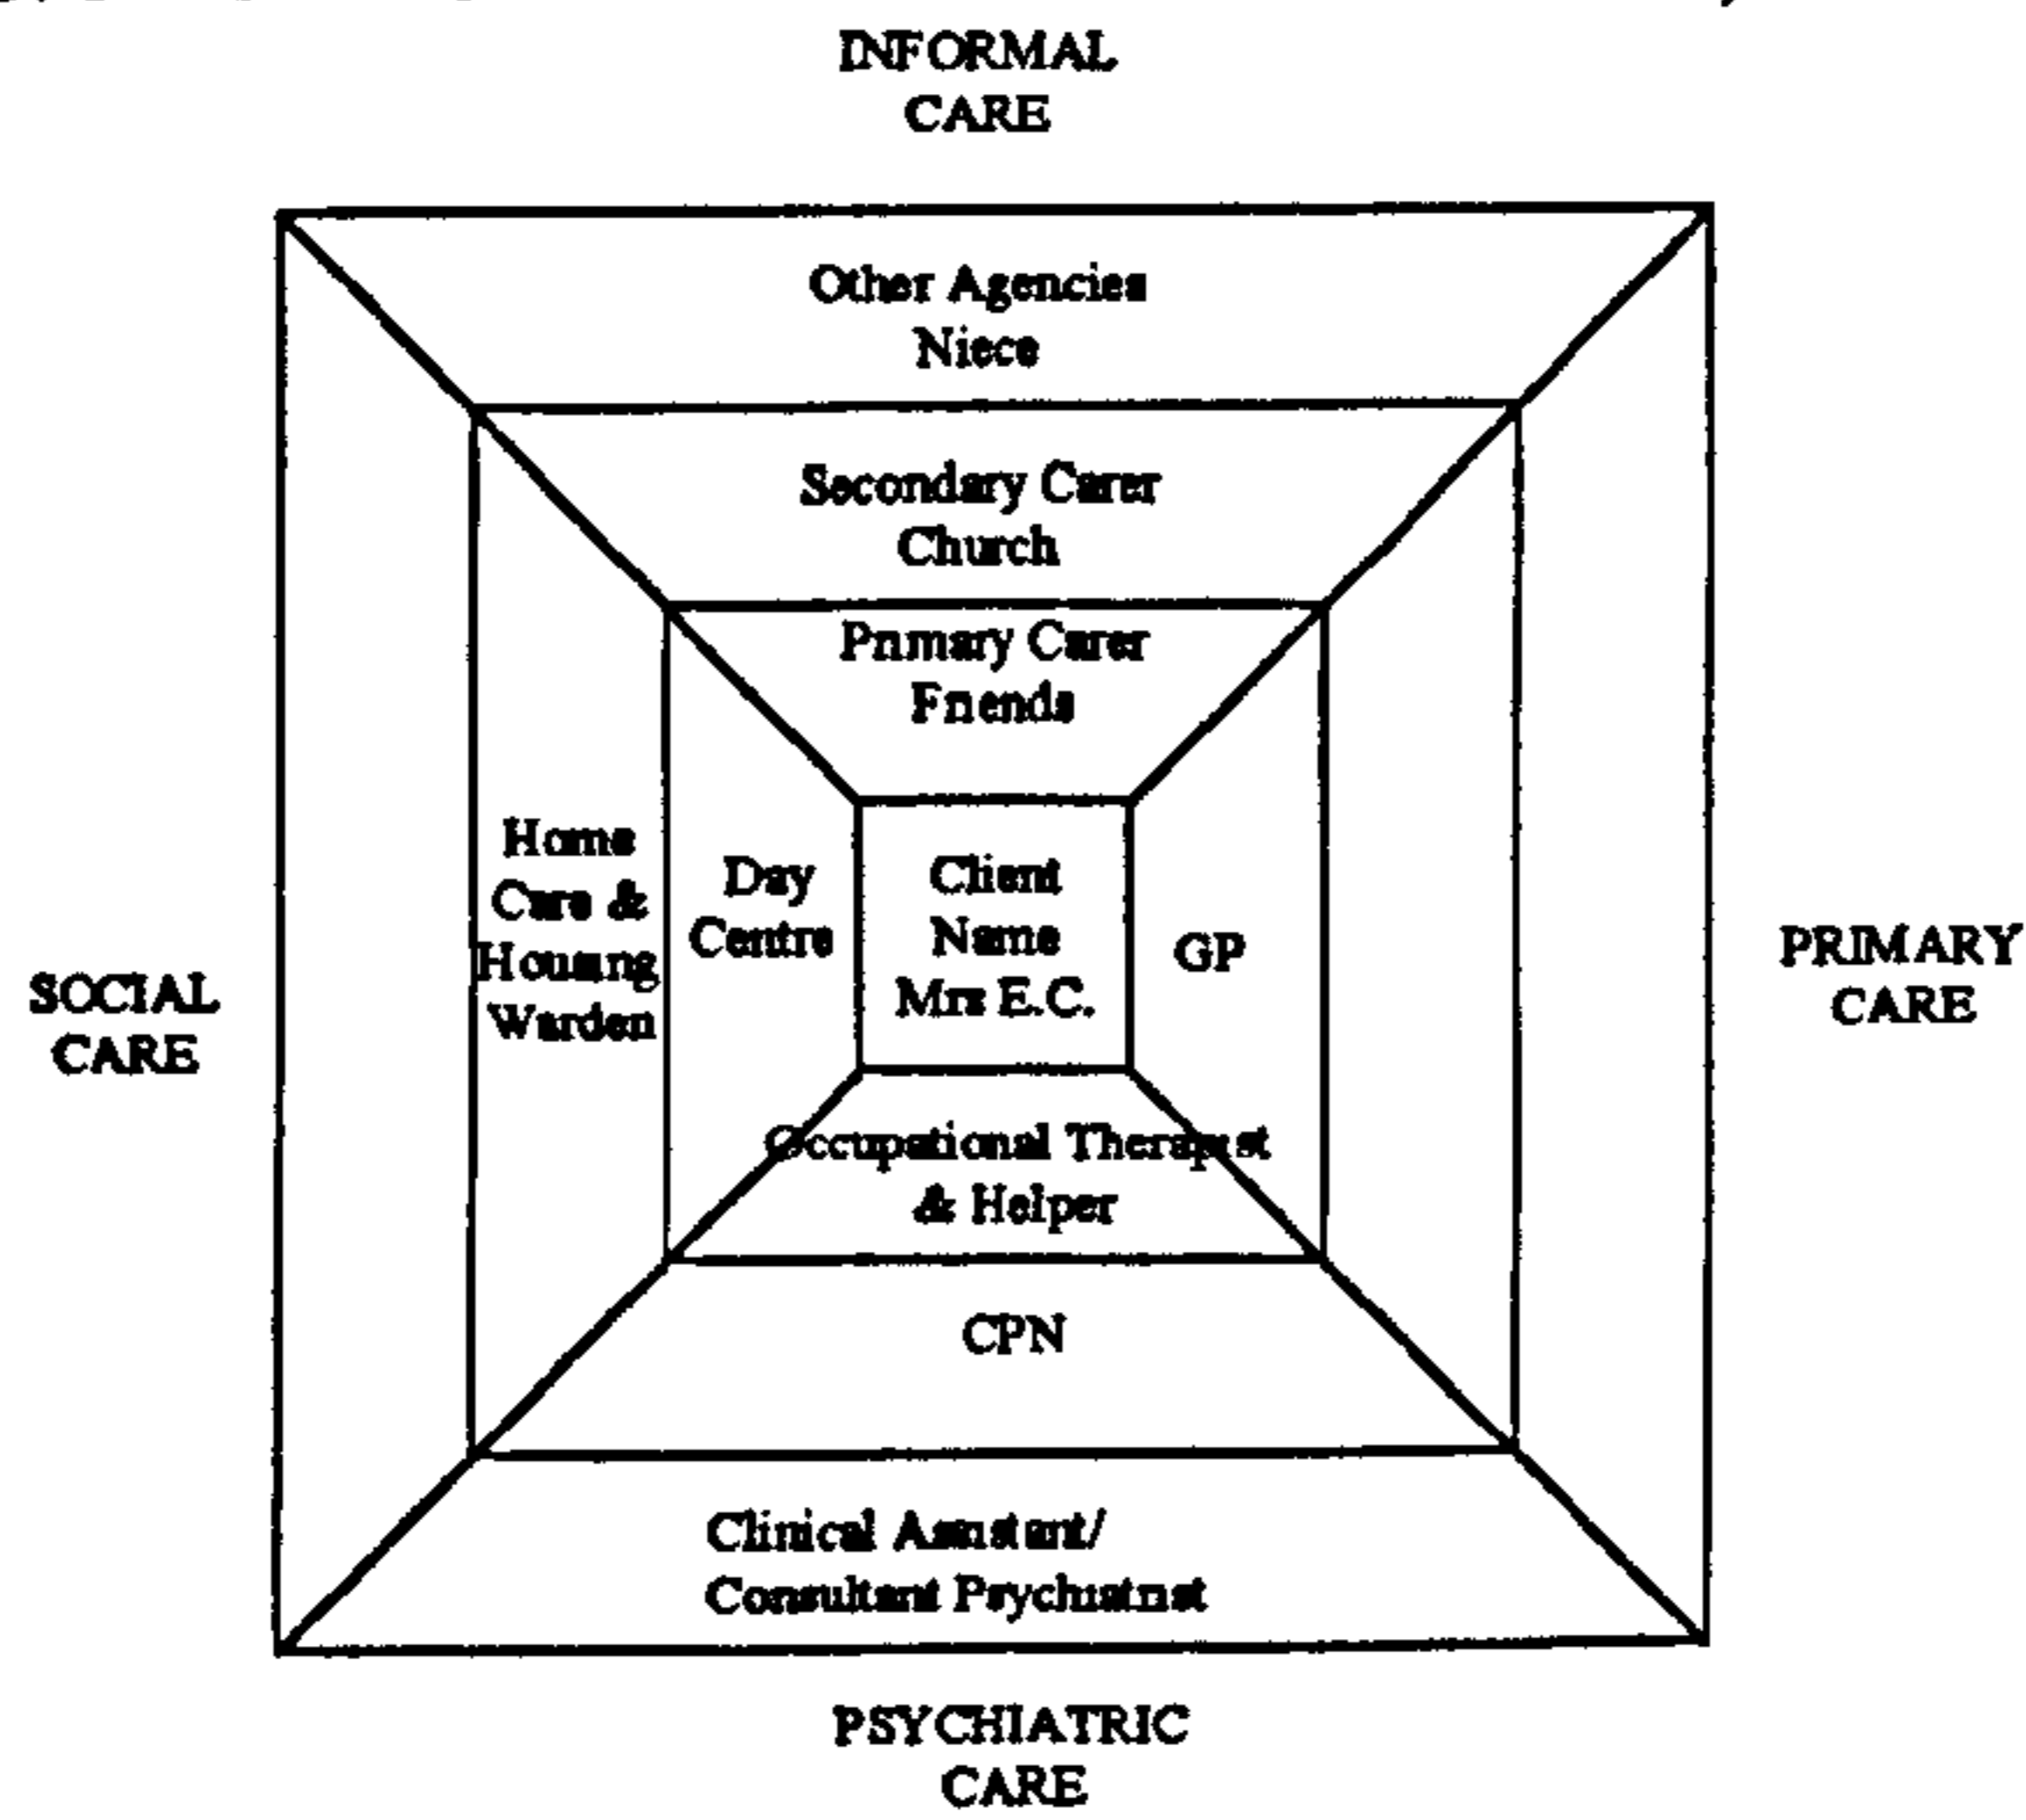 INFORMAL
CARE
Other Agencies
Niece
Secondary Carer
Church
Primary Carer
Friends
Home
Care &
Housing
Warden
Day
Centre
Client
Name
Mrs E.C.
GP
SOCIAL
CARE
PRIMARY
CARE
Occupational Therapist
& Helper
CPN
Clinical Assistant/
Consultant Psychiatrist
PSYCHIATRIC
CARE